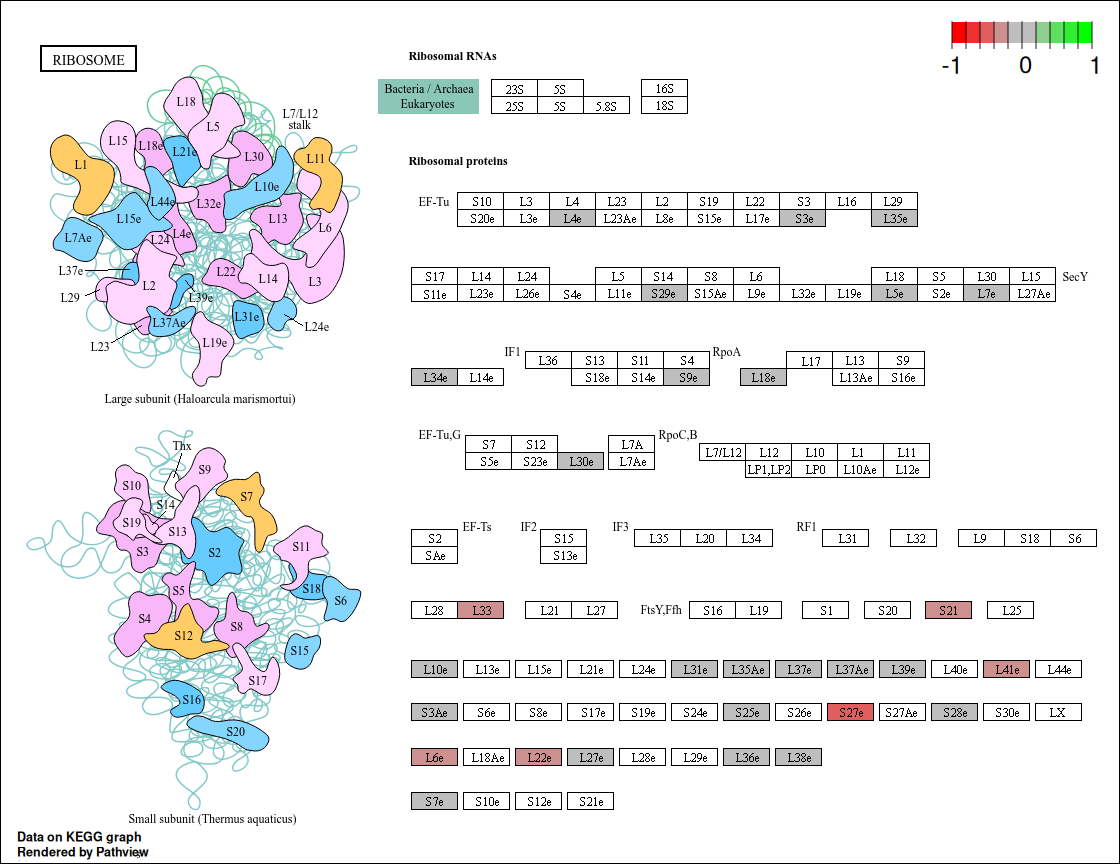 RIBOSOME
-1 0 1
Ribosomal RNAs
Bacteria / Archaea
Eukaryotes
23S 5S 16S
25S 5S 5.8S 18S
Ribosomal proteins
EF-Tu S10 L3 L4 L23 L2 S19 L22 S3 L16 L29
S20e L3e L4e L23Ae L8e S15e L17e S3e L35e
S17 L14 L24 L5 S14 S8 L6 L18 S5 L30 L15 SecY
S11e L23e L26e S4e L11e S29e S15Ae L9e L32e L19e L5e S2e L7e L27Ae
IF1 L36 S13 S11 S4 RpoA L17 L13 S9
L34e L14e S18e S14e S9e L18e L13Ae S16e
EF-Tu,G S7 S12 L7A RpoC,B L7/L12 L12 L10 L1 L11
S5e S23e L30e L7Ae LP1,LP2 LP0 L10Ae L12e
S2 EF-Ts IF2 S15 IF3 L35 L20 L34 RF1 L31 L32 L9 S18 S6
SAe S13e
L28 L33 L21 L27 FtsY,Ffh S16 L19 S1 S20 S21 L25
L10e L13e L15e L21e L24e L31e L35Ae L37e L37Ae L39e L40e L41e L44e
S3Ae S6e S8e S17e S19e S24e S25e S26e S27e S27Ae S28e S30e LX
L6e L18Ae L22e L27e L28e L29e L36e L38e
S7e S10e S12e S21e
L18
L5
L7/L12
stalk
L15
L18e
L21e
L30
L11
L1
L10e
L44e
L32e
L15e
L13
L6
L7Ae
L24
L4e
L37e
L22
L14
L3
L2
L29
L39e
L37Ae
L31e
L24e
L23
L19e
Large subunit (Haloarcula marismortui)
Thx
S9
S10
S7
S14
S19
S13
S3
S2
S11
S5
S18
S6
S4
S12
S8
S15
S17
S16
S20
Small subunit (Thermus aquaticus)
Data on KEGG graph
Rendered by Pathview